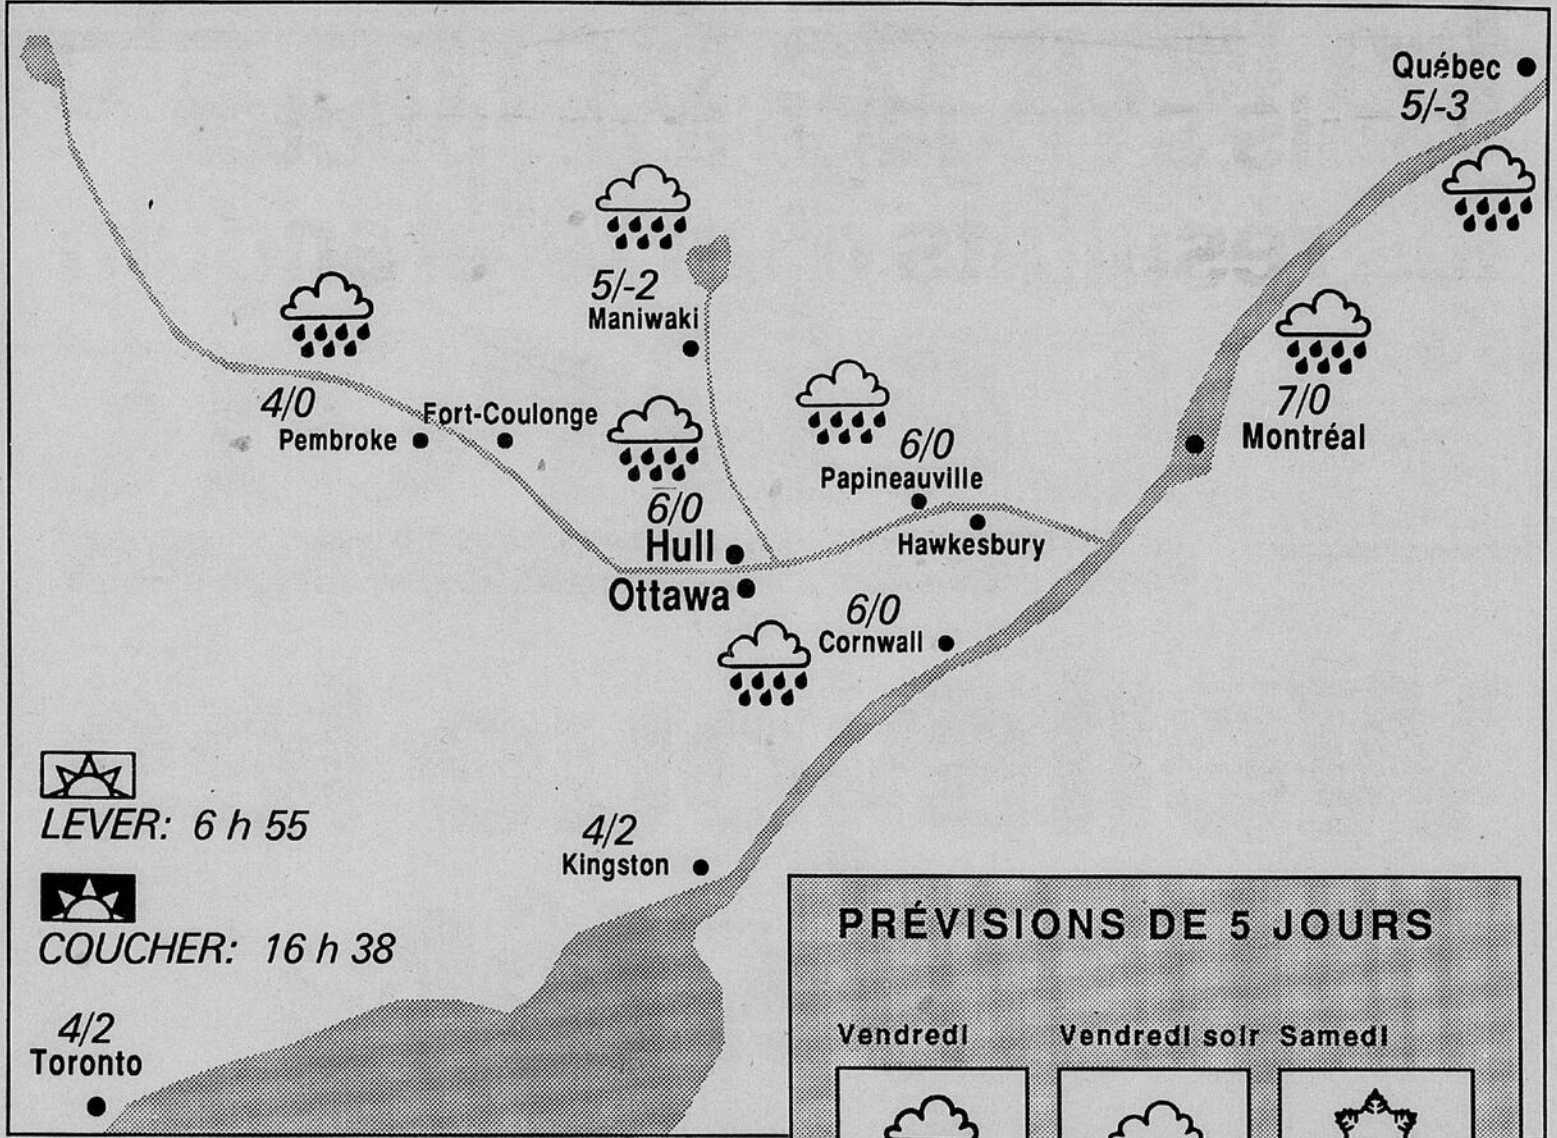 Québec
5/-3
5/-2
Maniwaki
4/0
Pembroke
Fort-Coulonge
7/0
Montréal
6/0
Papineauville
6/0
Hull
Ottawa
Hawkesbury
6/0
Cornwall
LEVER: 6 h 55
4/2
Kingston
COUCHER: 16 h 38
4/2
Toronto
PRÉVISIONS DE 5 JOURS
Vendredi
Vendredi soir
Samedi